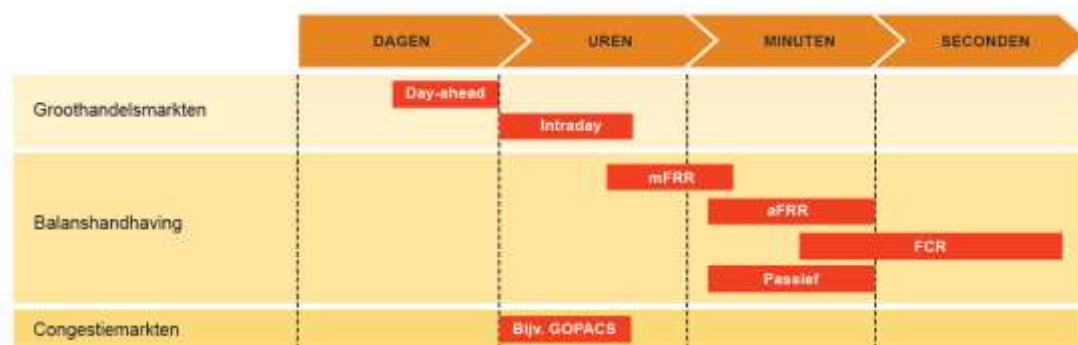 DAGEN UREN MINUTEN SECONDEN
Groothandelsmarkten
Day-ahead
Intraday
Balanshandhaving
mFRR
aFRR
FCR
Passief
Congestiemarkten
Bijv. GOPACS